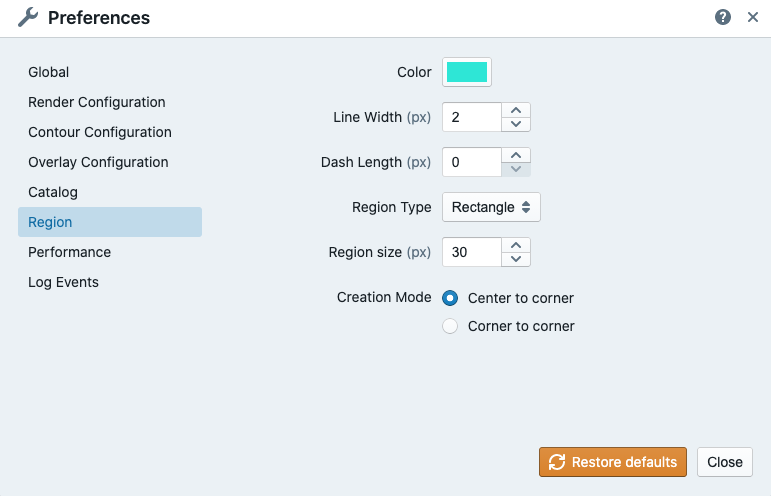 Preferences
Global
Render Configuration
Contour Configuration
Overlay Configuration
Catalog
Region
Performance
Log Events
Color
Line Width (px) 2
Dash Length (px) 0
Region Type Rectangle
Region size (px) 30
Creation Mode Center to corner
Corner to corner
Restore defaults Close